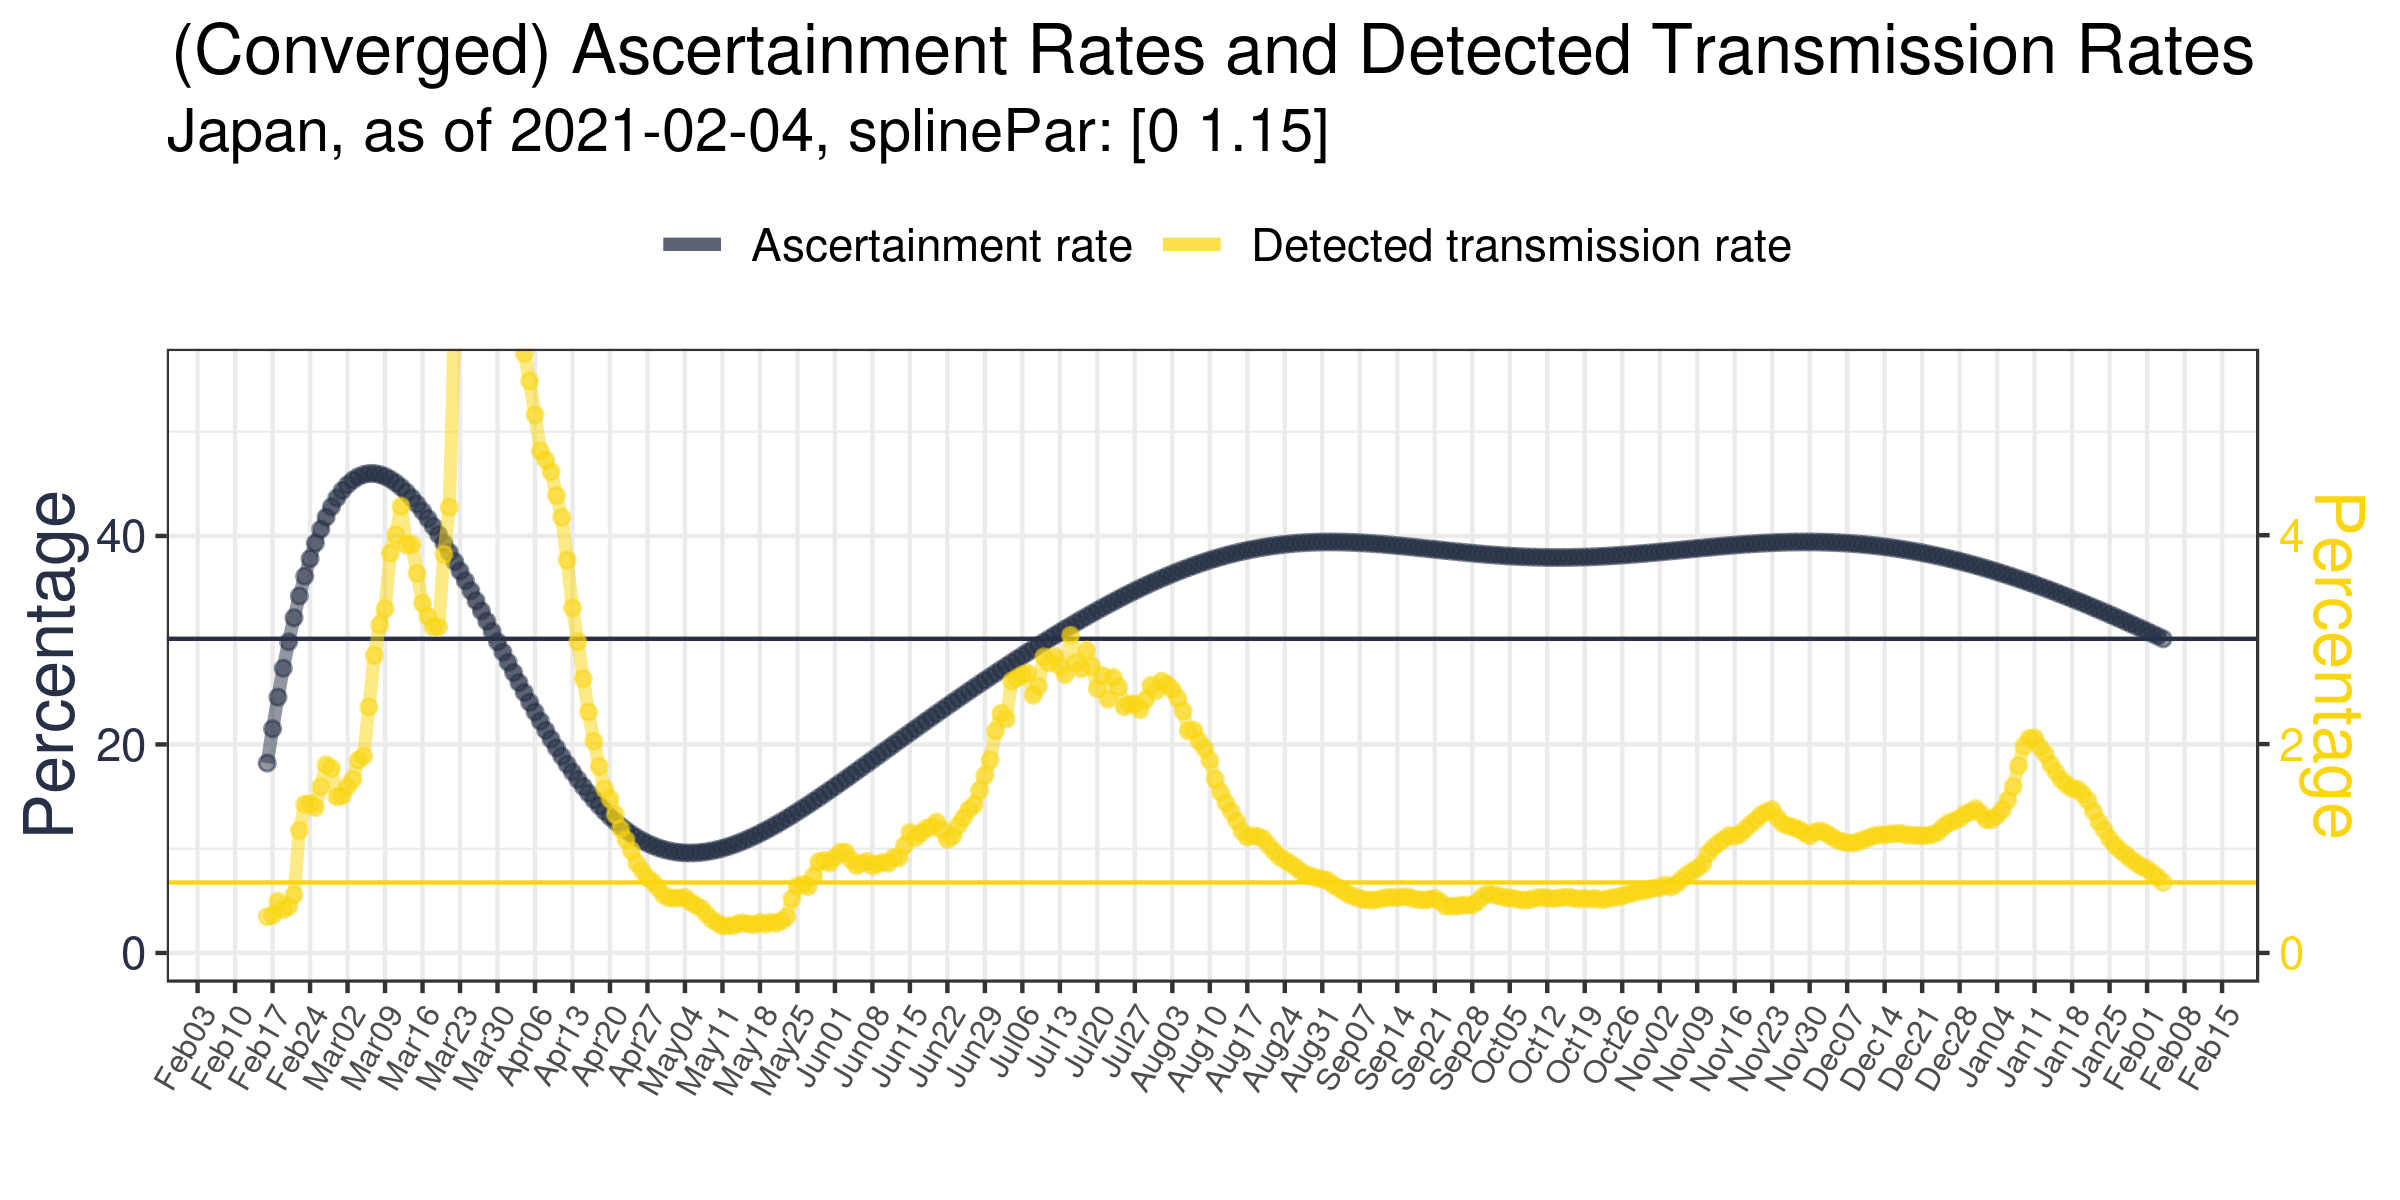 (Converged) Ascertainment Rates and Detected Transmission Rates
Japan, as of 2021-02-04, splinePar: [0 1.15]
Ascertainment rate
Detected transmission rate
Percentage
40
20
0
4
2
0
Percentage
Feb03
Feb10
Feb17
Feb24
Mar02
Mar09
Mar16
Mar23
Mar30
Apr06
Apr13
Apr20
Apr27
May04
May11
May18
May25
Jun01
Jun08
Jun15
Jun22
Jun29
Jul06
Jul13
Jul20
Jul27
Aug03
Aug10
Aug17
Aug24
Aug31
Sep07
Sep14
Sep21
Sep28
Oct05
Oct12
Oct19
Oct26
Nov02
Nov09
Nov16
Nov23
Nov30
Dec07
Dec14
Dec21
Dec28
Jan04
Jan11
Jan18
Jan25
Feb01
Feb08
Feb15